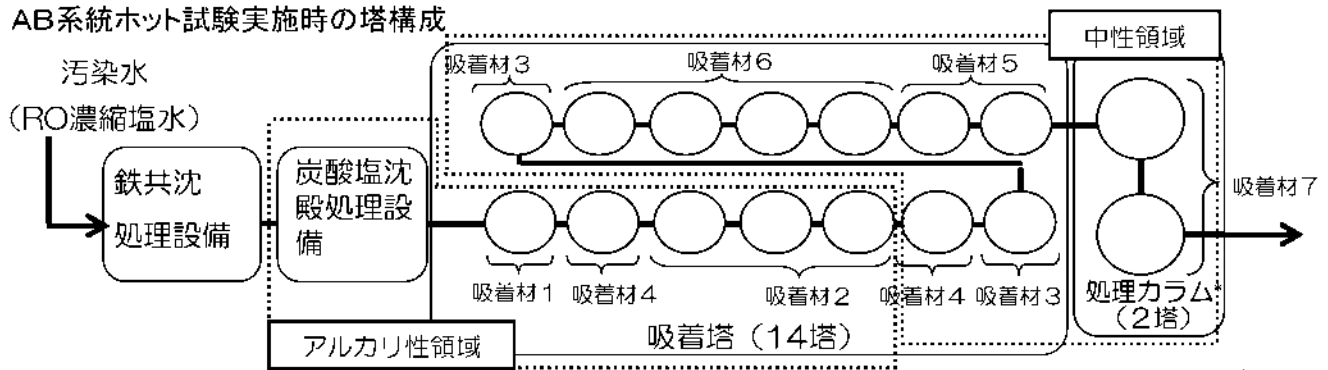 AB系統ホット試験実施時の塔構成
中性領域
汚染水
(RO濃縮塩水)
吸着材3
吸着材6
吸着材5
鉄共沈
処理設備
炭酸塩沈
殿処理設
備
吸着材7
吸着材1
吸着材4
吸着材2
吸着材4
吸着材3
処理カラム*
(2塔)
アルカリ性領域
吸着塔(14塔)